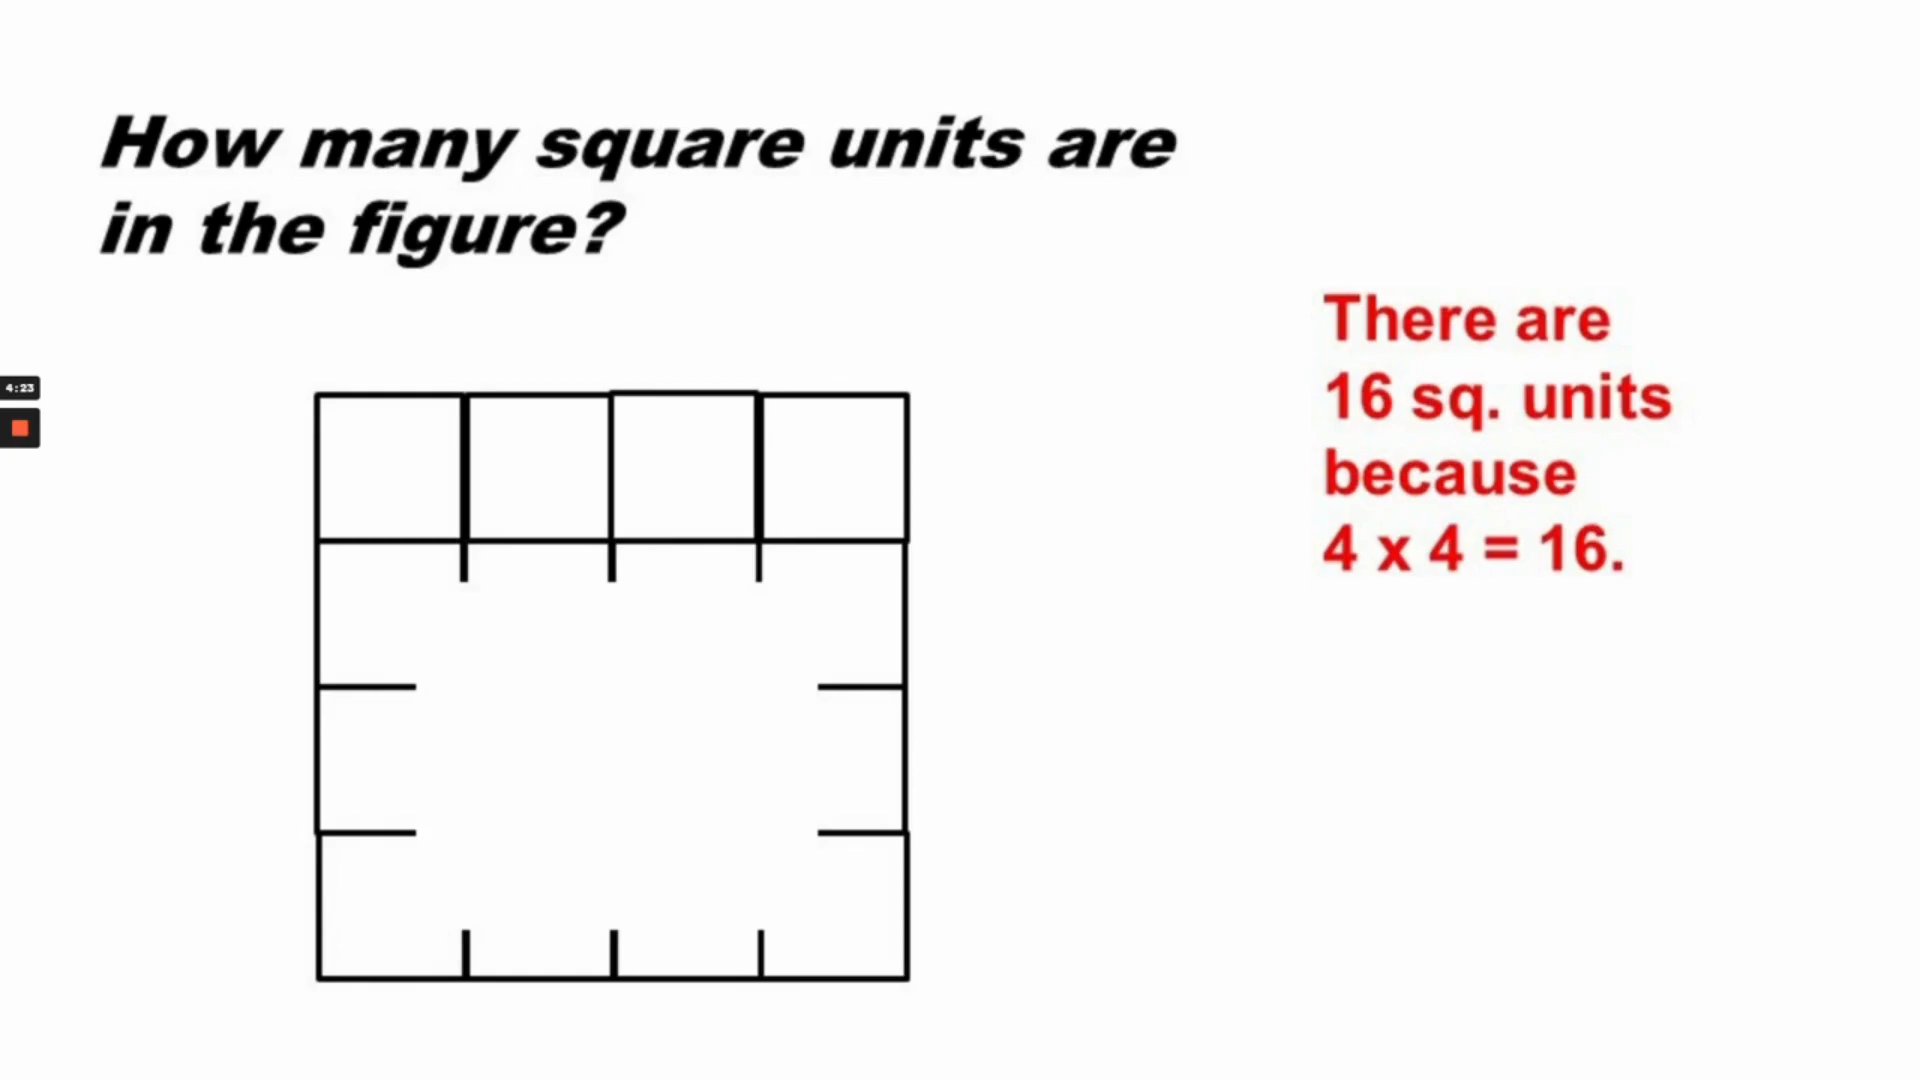 How many square units are
in the figure?
There are
16 sq. units
because
4 x 4 = 16.
4:23